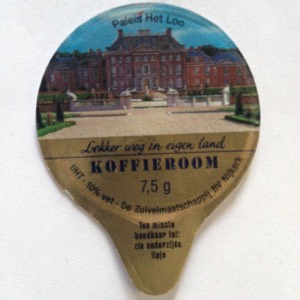 Paleis Het Loo
Lekker weg in eigen land
KOFFIEROOM
7,5 g
UHT - 10% vet - De Zuivelmaatschappij BV Nijkerk
Ten minste
houdbaar tot:
zie onderzijde
lipje